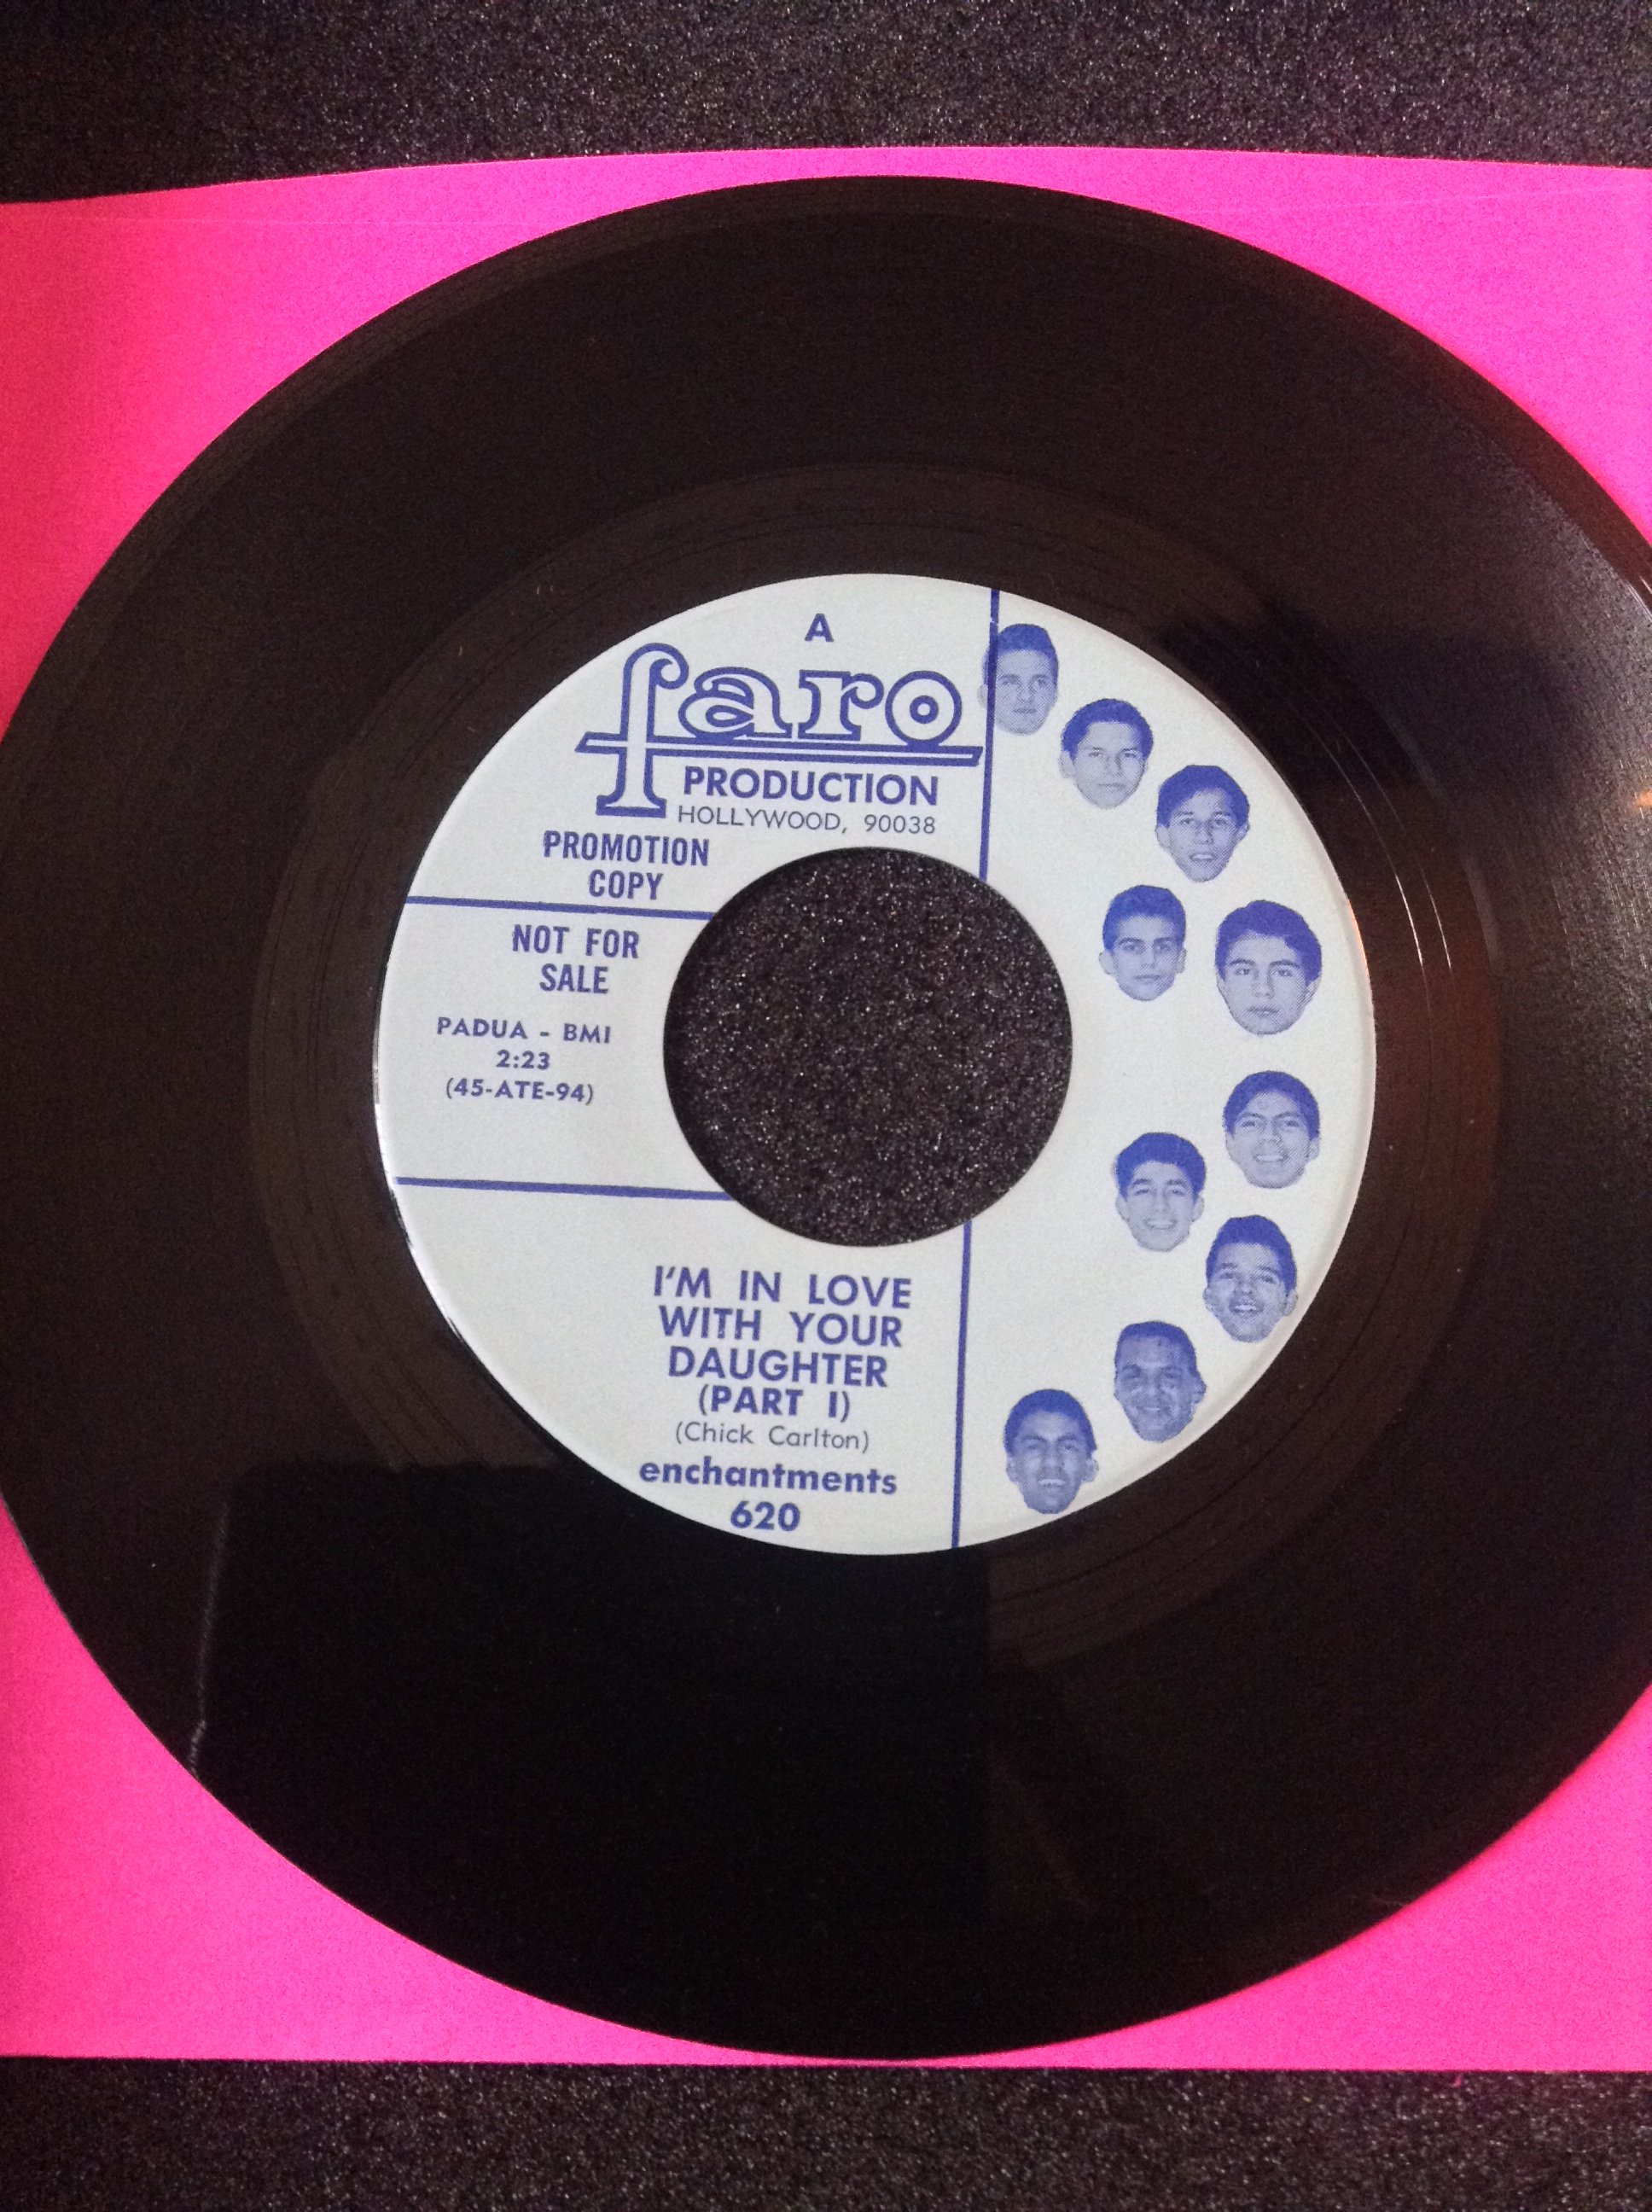 A
faro
PRODUCTION
HOLLYWOOD, 90038
PROMOTION
COPY
NOT FOR
SALE
PADUA - BMI
2:23
(45-ATE-94)
I'M IN LOVE
WITH YOUR
DAUGHTER
(PART I)
(Chick Carlton)
enchantments
620